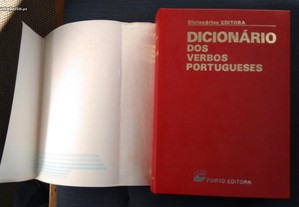 Dicionários EDITORA
DICIONÁRIO
DOS
VERBOS
PORTUGUESES
PORTO EDITORA